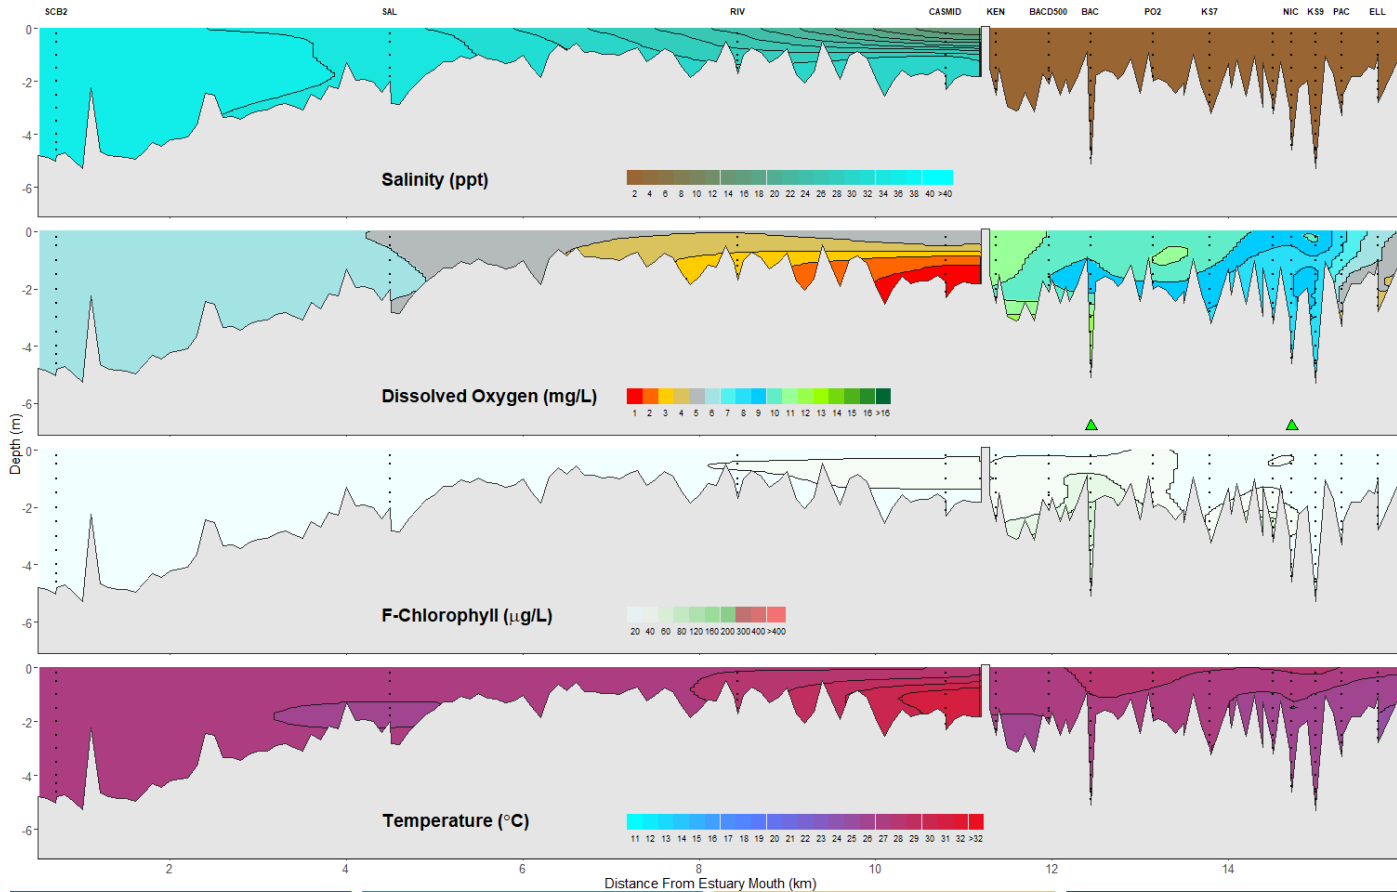 SCB2 SAL RIV CASMID KEN BACD500 BAC PO2 KS7 NIC KS9 PAC ELL
0
-2
-4
-6
Salinity (ppt)
2 4 6 8 10 12 14 16 18 20 22 24 26 28 30 32 34 36 38 40 >40
0
-2
-4
-6
Dissolved Oxygen (mg/L)
1 2 3 4 5 6 7 8 9 10 11 12 13 14 15 16 >16
Depth (m)
0
-2
-4
-6
F-Chlorophyll (μg/L)
20 40 60 80 120 160 200 300 400 >400
0
-2
-4
-6
Temperature (°C)
11 12 13 14 15 16 17 18 19 20 21 22 23 24 25 26 27 28 29 30 31 32 >32
2 4 6 8 10 12 14
Distance From Estuary Mouth (km)